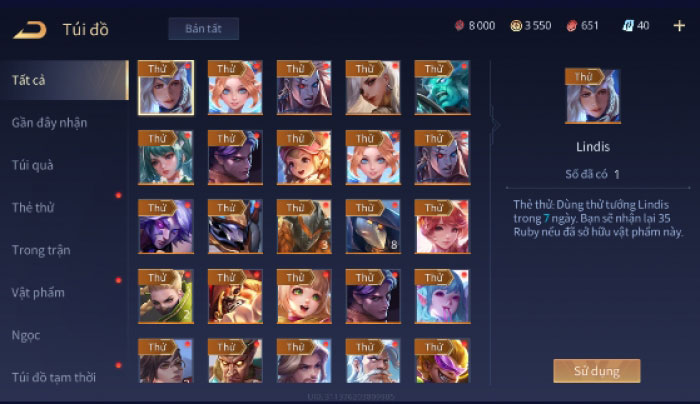 Túi đồ
Bán tất
8 000
3 550
651
40
Tất cả
Gần đây nhận
Túi quà
Thẻ thử
Trong trận
Vật phẩm
Ngọc
Túi đồ tạm thời
Thử Thử Thử Thử Thử
Thử Thử Thử Thử Thử
Thử Thử Thử Thử Thử
3 8
Thử Thử Thử Thử Thử
2
Thử Thử Thử Thử Thử
Thử
Lindis
Số đã có 1
Thẻ thử: Dùng thử tướng Lindis
trong 7 ngày. Bạn sẽ nhận lại 35
Ruby nếu đã sở hữu vật phẩm này.
Sử dụng